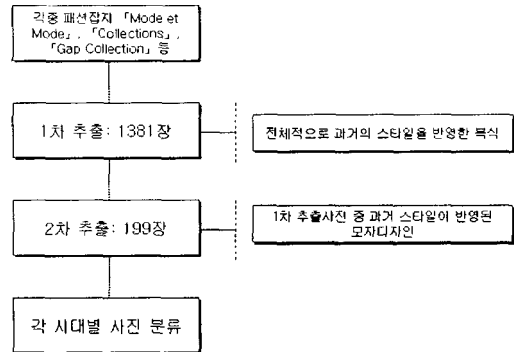 각종 패션잡지 「Mode et
Mode」, 「Collections」,
「Gap Collection」 등
1차 추출: 1381장
전체적으로 과거의 스타일을 반영한 복식
2차 추출: 199장
1차 추출사진 중 과거 스타일이 반영된
모자디자인
각 시대별 사진 분류